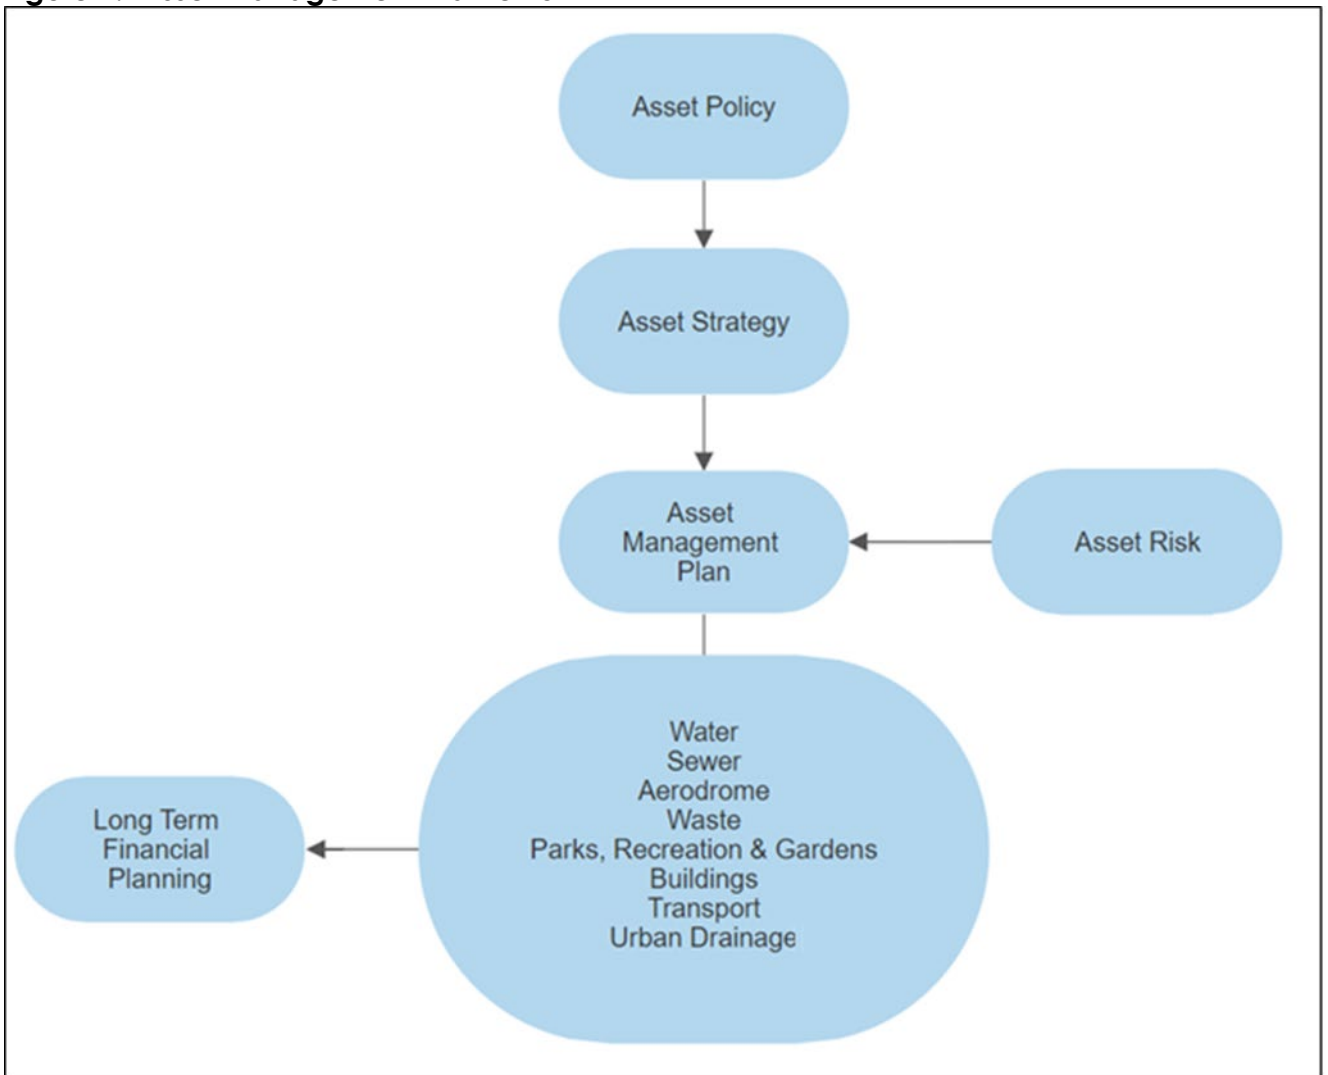 Asset Policy
Asset Strategy
Asset
Management
Plan
Asset Risk
Water
Sewer
Aerodrome
Waste
Parks, Recreation & Gardens
Buildings
Transport
Urban Drainage
Long Term
Financial
Planning